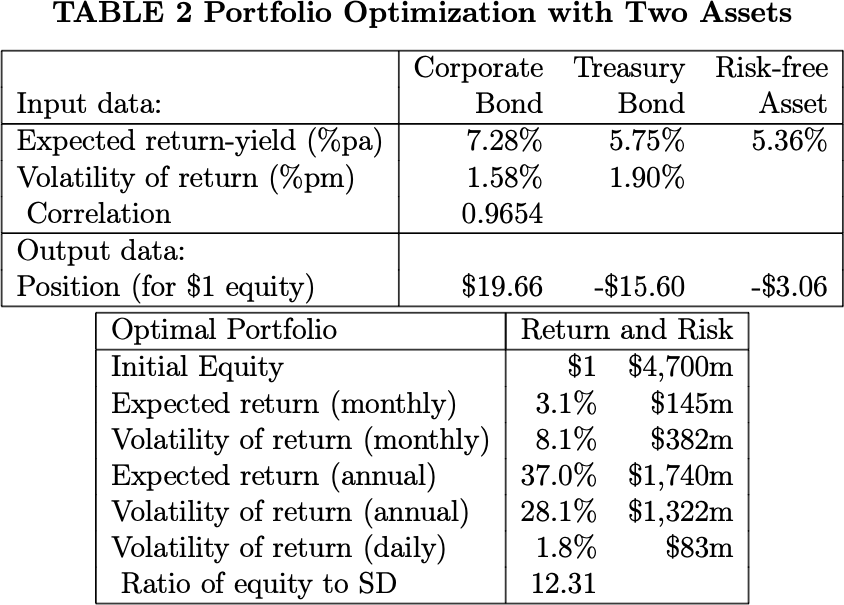 TABLE 2 Portfolio Optimization with Two Assets
Corporate Treasury Risk-free
Input data: Bond Bond Asset
Expected return-yield (%pa) 7.28% 5.75% 5.36%
Volatility of return (%pm) 1.58% 1.90%
Correlation 0.9654
Output data:
Position (for $1 equity) $19.66 -$15.60 -$3.06
Optimal Portfolio Return and Risk
Initial Equity $1 $4,700m
Expected return (monthly) 3.1% $145m
Volatility of return (monthly) 8.1% $382m
Expected return (annual) 37.0% $1,740m
Volatility of return (annual) 28.1% $1,322m
Volatility of return (daily) 1.8% $83m
Ratio of equity to SD 12.31